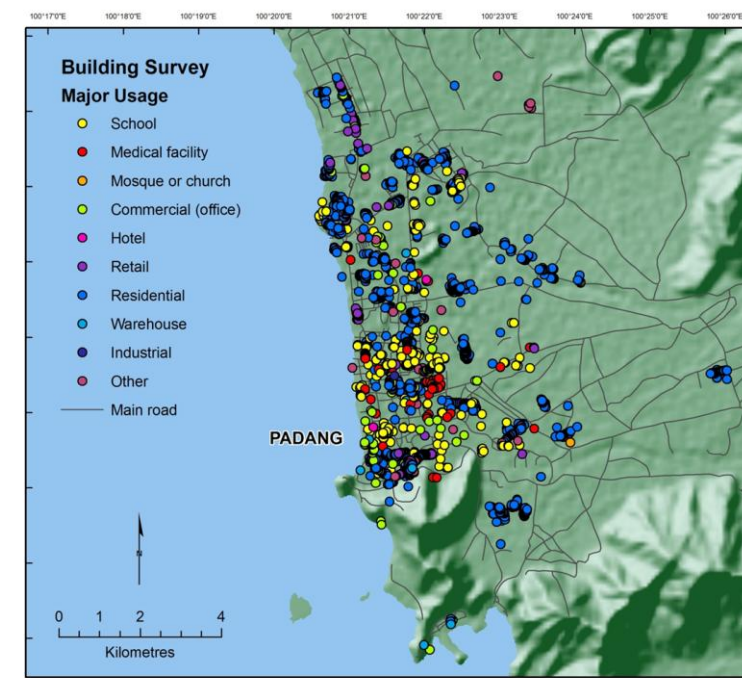 100°17'0"E 100°18'0"E 100°19'0"E 100°20'0"E 100°21'0"E 100°22'0"E 100°23'0"E 100°24'0"E 100°25'0"E 100°26'0"E
Building Survey
Major Usage
School
Medical facility
Mosque or church
Commercial (office)
Hotel
Retail
Residential
Warehouse
Industrial
Other
Main road
PADANG
N
0 1 2 4
Kilometres